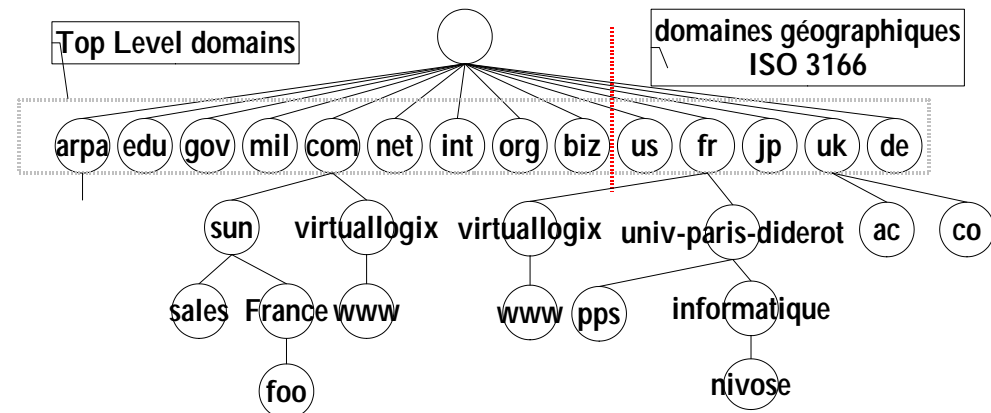 Top Level domains
domaines géographiques
ISO 3166
arpa edu gov mil com net int org biz us fr jp uk de
sun virtuallogix virtuallogix univ-paris-diderot ac co
sales France www www pps informatique
foo nivose